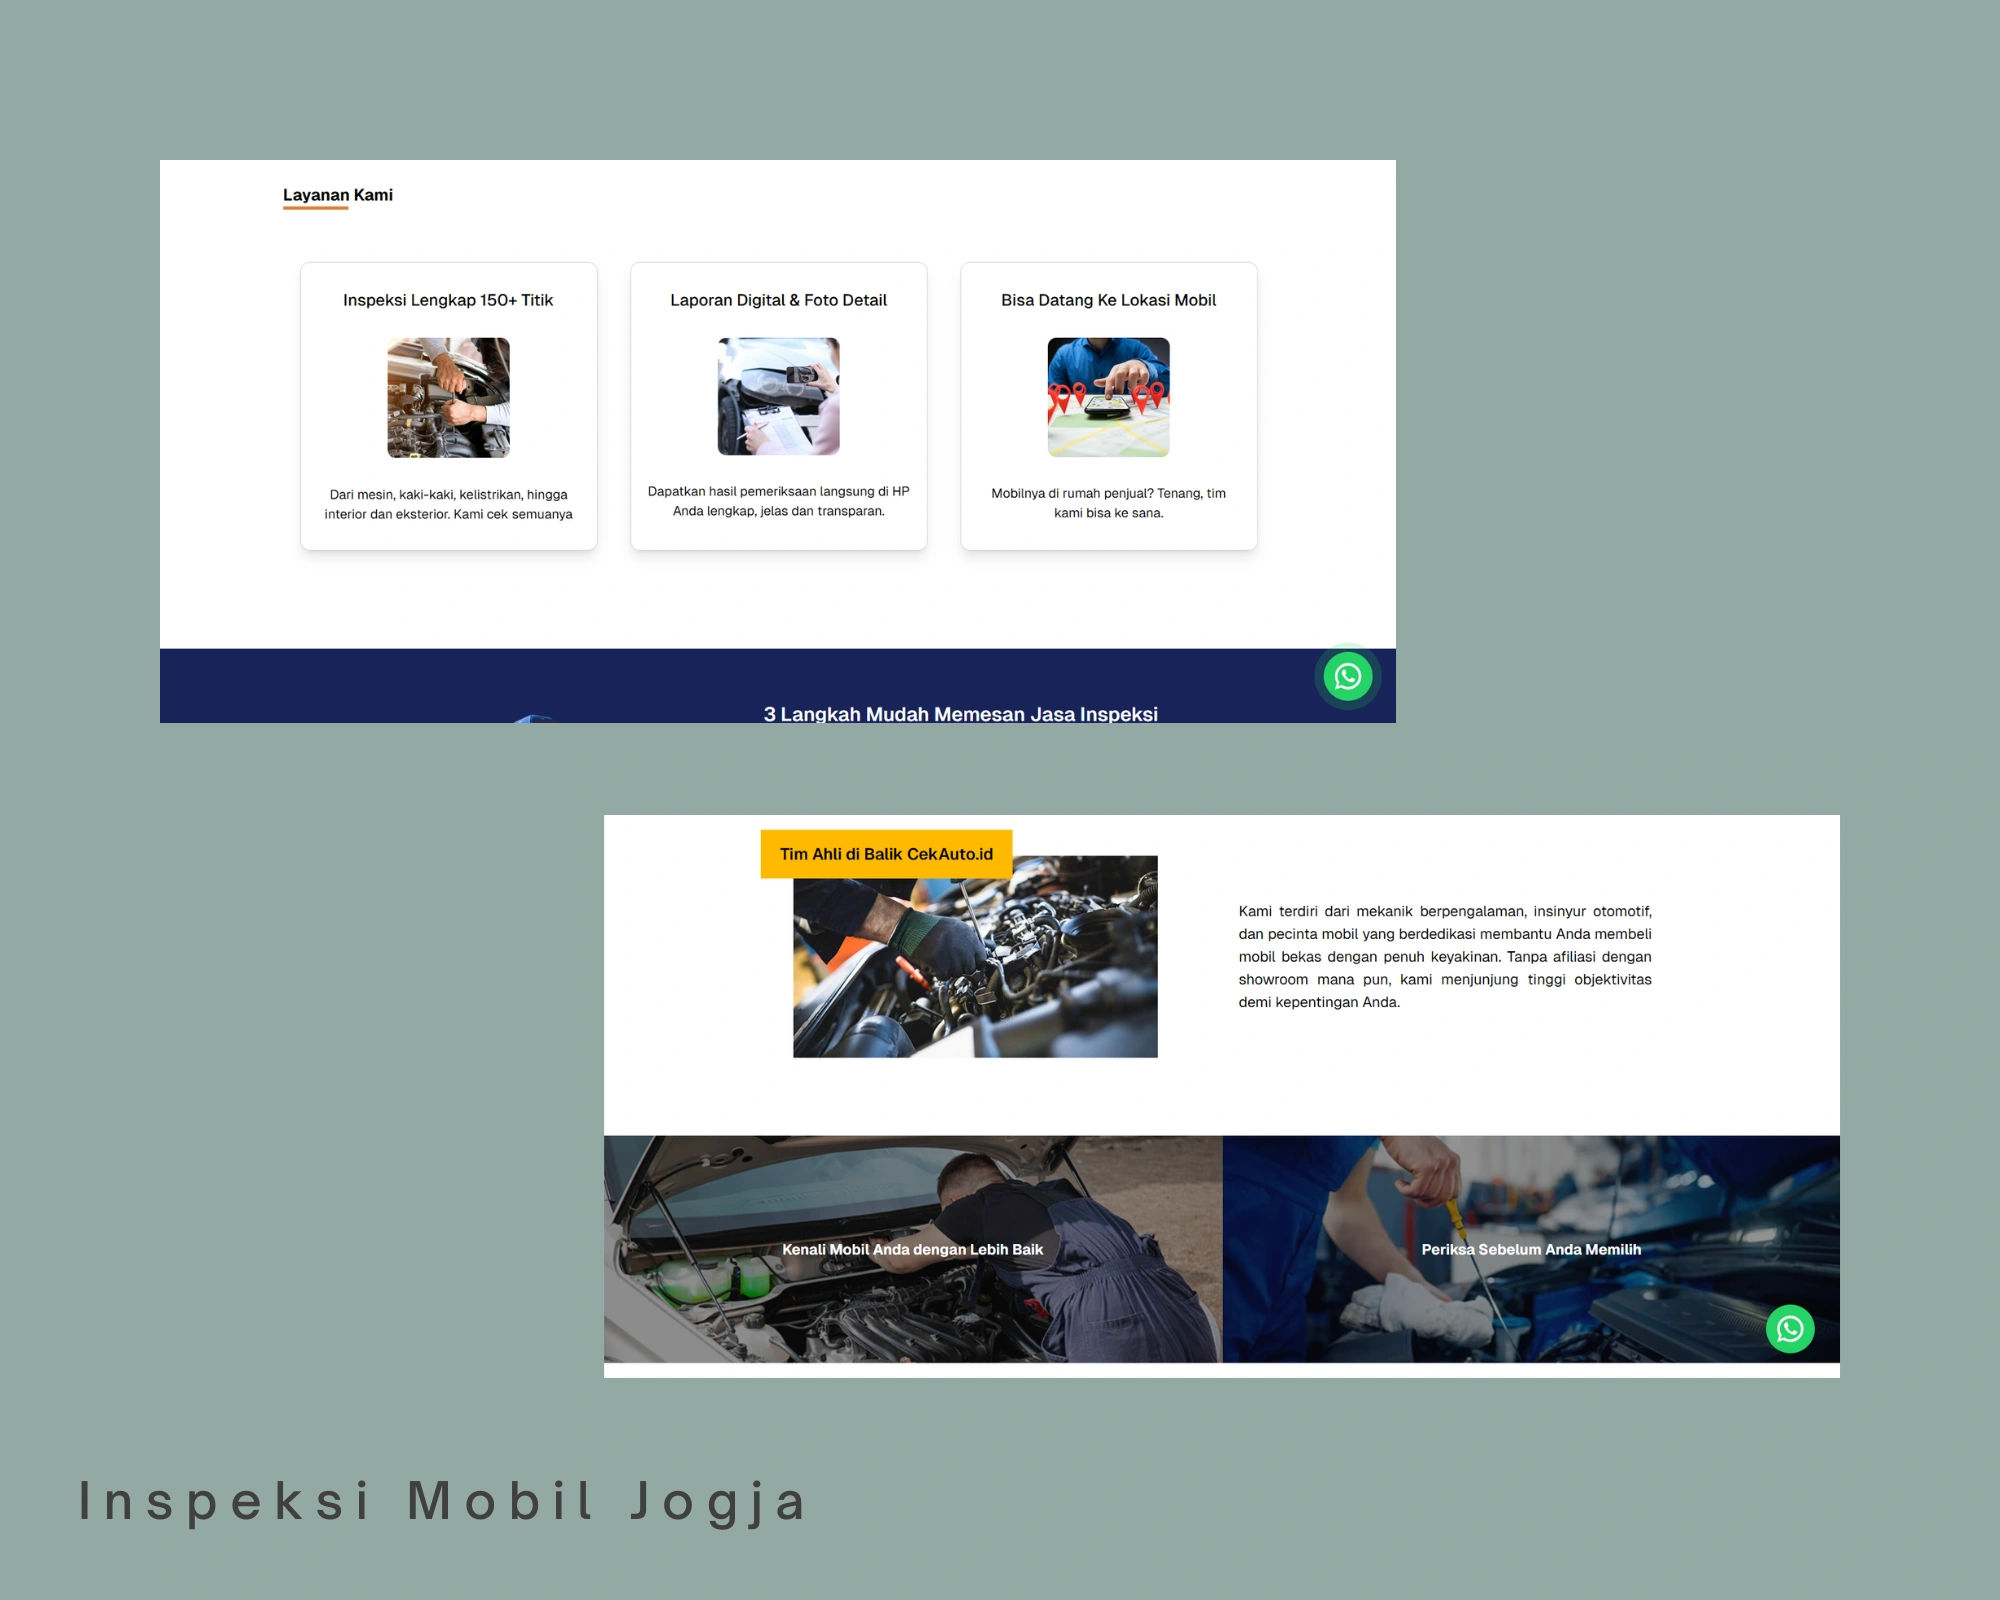 Layanan Kami
Inspeksi Lengkap 150+ Titik
Dari mesin, kaki-kaki, kelistrikan, hingga
interior dan eksterior. Kami cek semuanya
Laporan Digital & Foto Detail
Dapatkan hasil pemeriksaan langsung di HP
Anda lengkap, jelas dan transparan.
Bisa Datang Ke Lokasi Mobil
Mobilnya di rumah penjual? Tenang, tim
kami bisa ke sana.
3 Langkah Mudah Memesan Jasa Inspeksi
Tim Ahli di Balik CekAuto.id
Kami terdiri dari mekanik berpengalaman, insinyur otomotif,
dan pecinta mobil yang berdedikasi membantu Anda membeli
mobil bekas dengan penuh keyakinan. Tanpa afiliasi dengan
showroom mana pun, kami menjunjung tinggi objektivitas
demi kepentingan Anda.
Kenali Mobil Anda dengan Lebih Baik
Periksa Sebelum Anda Memilih
Inspeksi Mobil Jogja